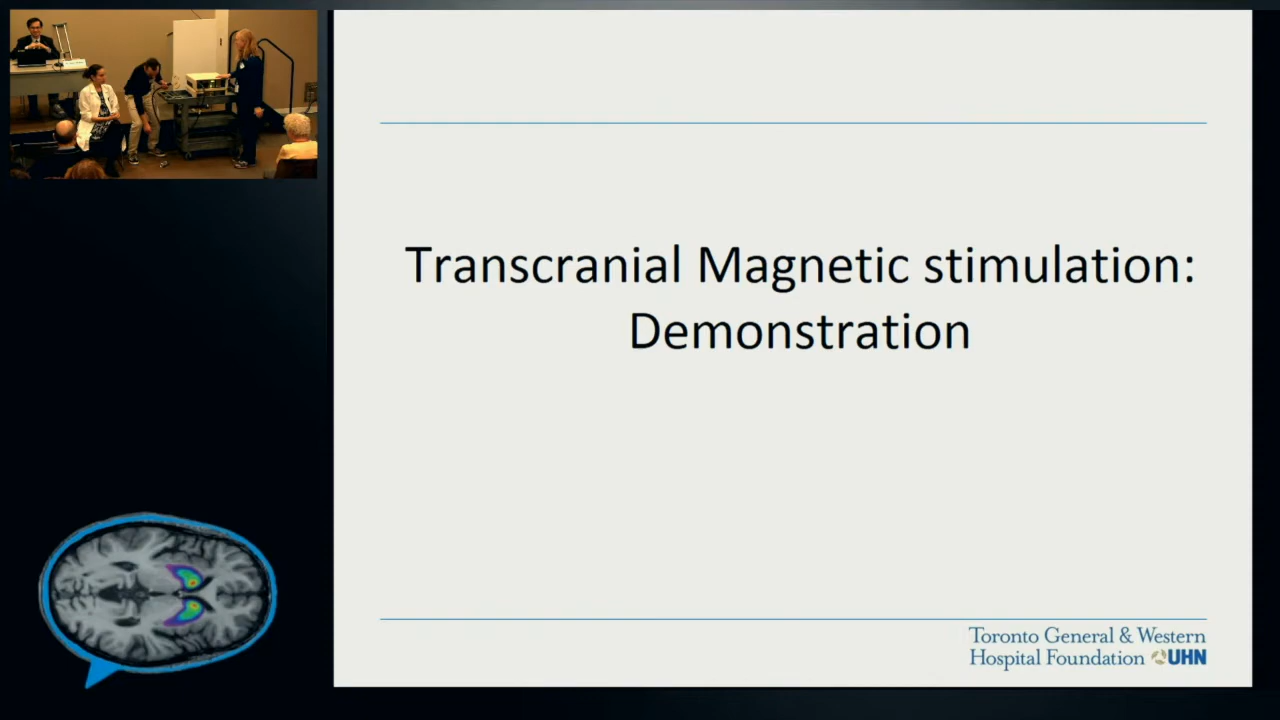 Transcranial Magnetic stimulation:
Demonstration
Toronto General & Western
Hospital Foundation UHN